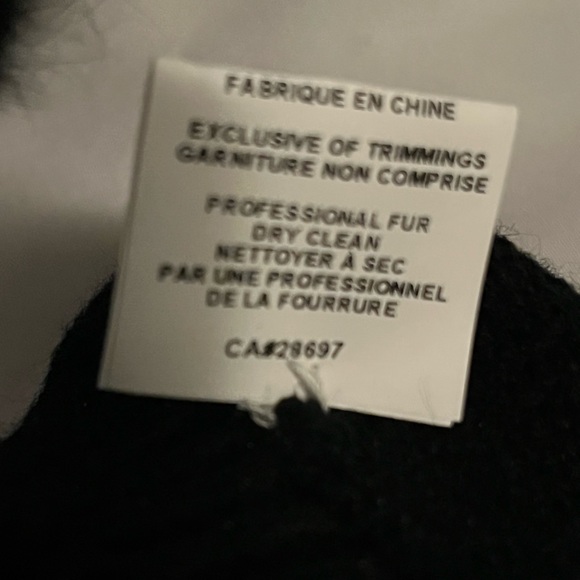 FABRIQUE EN CHINE
EXCLUSIVE OF TRIMMINGS
GARNITURE NON COMPRISE
PROFESSIONAL FUR
DRY CLEAN
NETTOYER À SEC
PAR UNE PROFESSIONNEL
DE LA FOURRURE
CA#28697